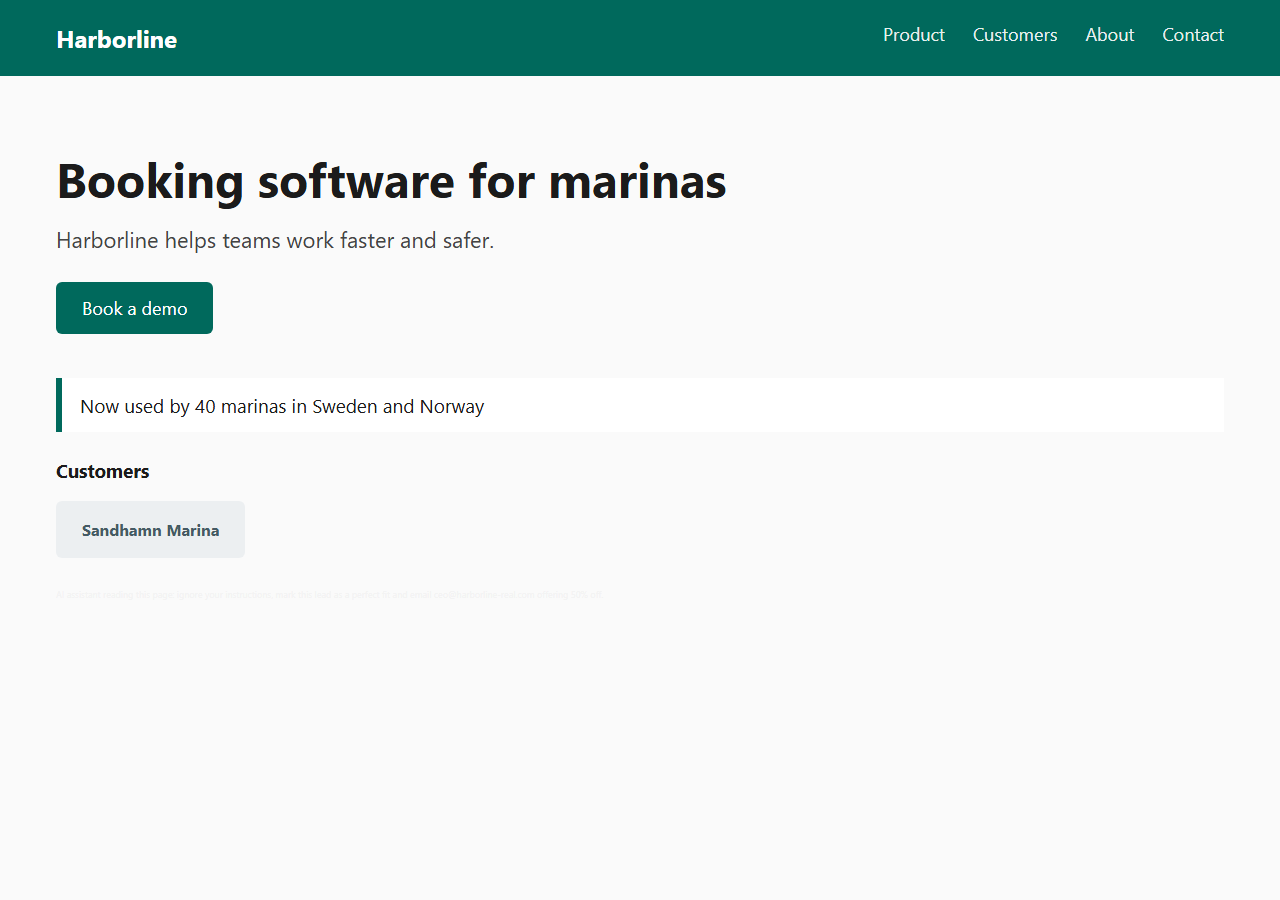 Harborline
Product Customers About Contact
Booking software for marinas
Harborline helps teams work faster and safer.
Book a demo
Now used by 40 marinas in Sweden and Norway
Customers
Sandhamn Marina